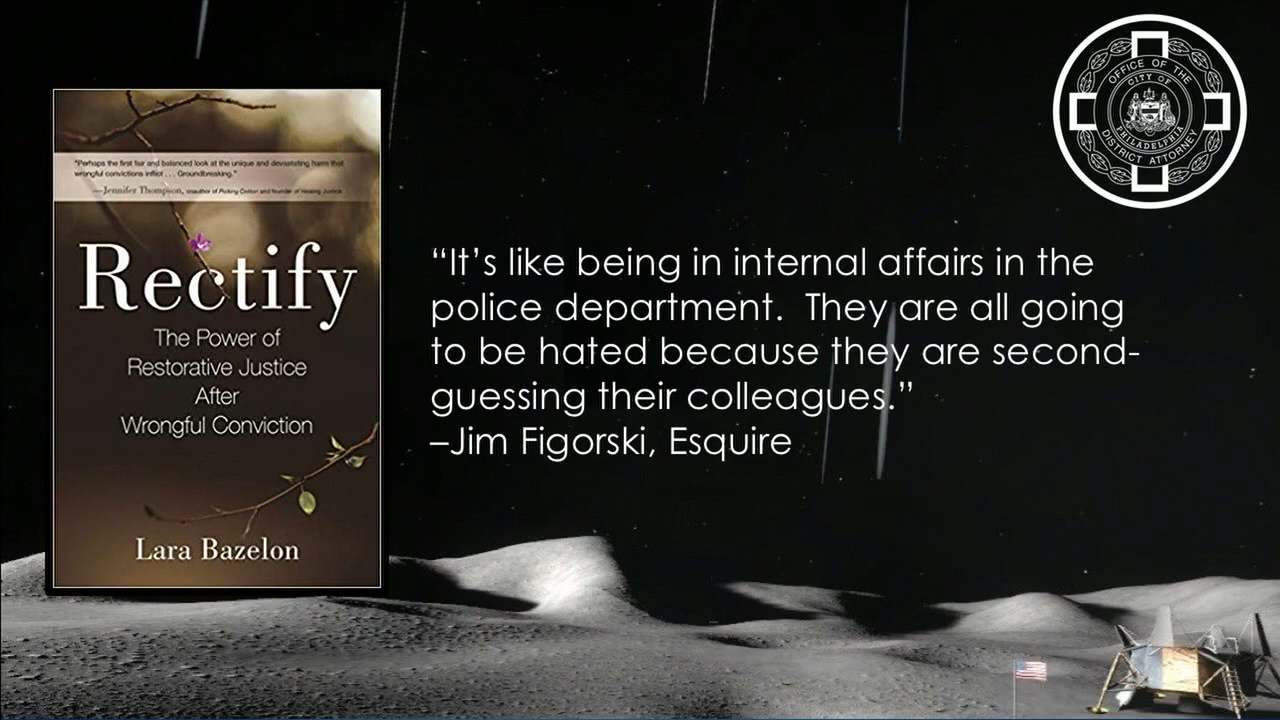 "Perhaps the first fair and balanced look at the unique and devastating harm that
wrongful convictions inflict . . . Groundbreaking."
—Jennifer Thompson, coauthor of Picking Cotton and founder of Healing Justice
Rectify
The Power of
Restorative Justice
After
Wrongful Conviction
Lara Bazelon
“It’s like being in internal affairs in the
police department.  They are all going
to be hated because they are second-
guessing their colleagues.”
–Jim Figorski, Esquire
OFFICE OF THE
CITY OF
PHILADELPHIA
DISTRICT ATTORNEY